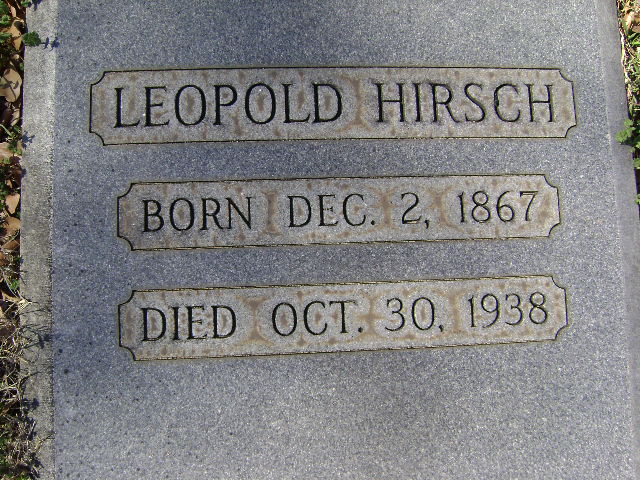 LEOPOLD HIRSCH
BORN DEC. 2, 1867
DIED OCT. 30, 1938